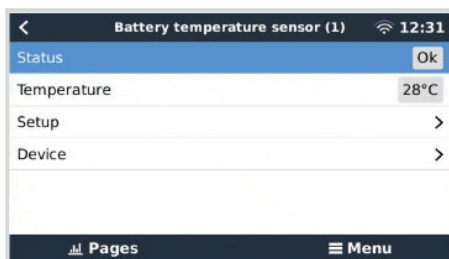 Battery temperature sensor (1) 12:31
Status Ok
Temperature 28°C
Setup
Device
Pages Menu